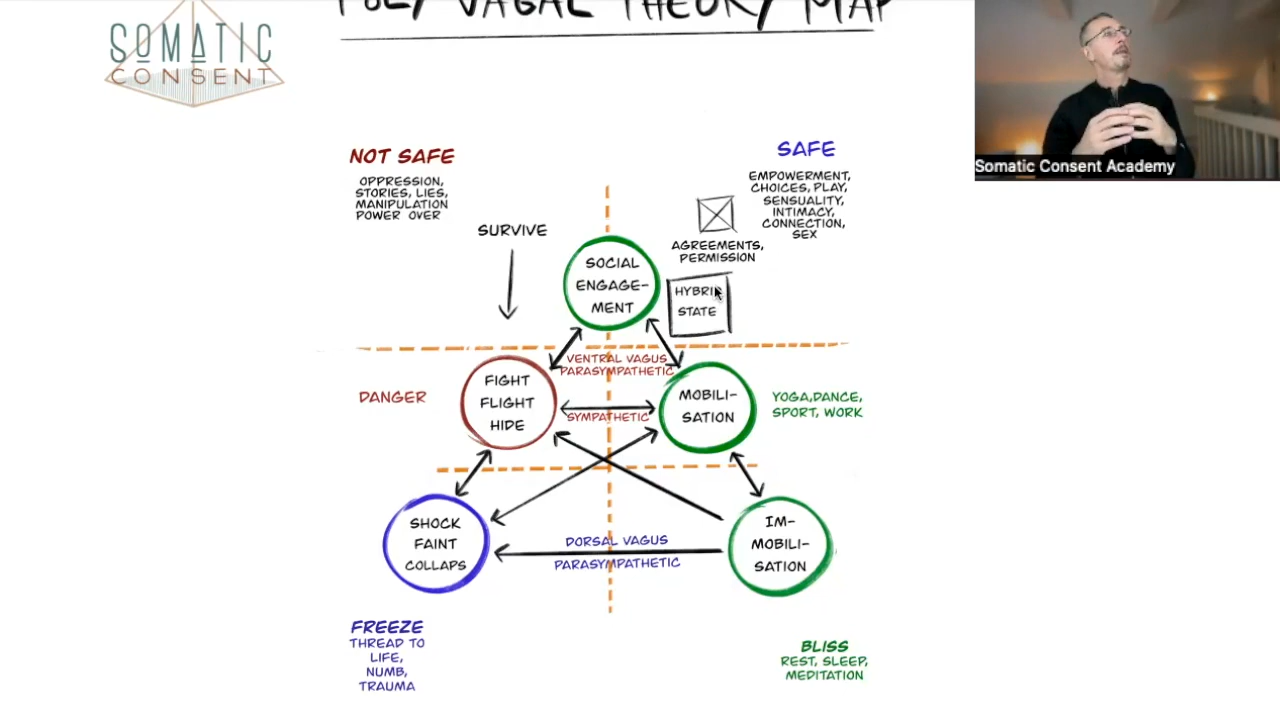 POLY VAGAL THEORY MAP
SOMATIC
CONSENT
Somatic Consent Academy
NOT SAFE
OPPRESSION,
STORIES, LIES,
MANIPULATION
POWER OVER
SURVIVE
SAFE
EMPOWERMENT,
CHOICES, PLAY,
SENSUALITY,
INTIMACY,
CONNECTION,
SEX
AGREEMENTS,
PERMISSION
SOCIAL
ENGAGE-
MENT
HYBRID
STATE
VENTRAL VAGUS
PARASYMPATHETIC
DANGER
FIGHT
FLIGHT
HIDE
SYMPATHETIC
MOBILI-
SATION
YOGA,DANCE,
SPORT, WORK
SHOCK
FAINT
COLLAPS
DORSAL VAGUS
PARASYMPATHETIC
IM-
MOBILI-
SATION
FREEZE
THREAD TO
LIFE,
NUMB,
TRAUMA
BLISS
REST, SLEEP,
MEDITATION